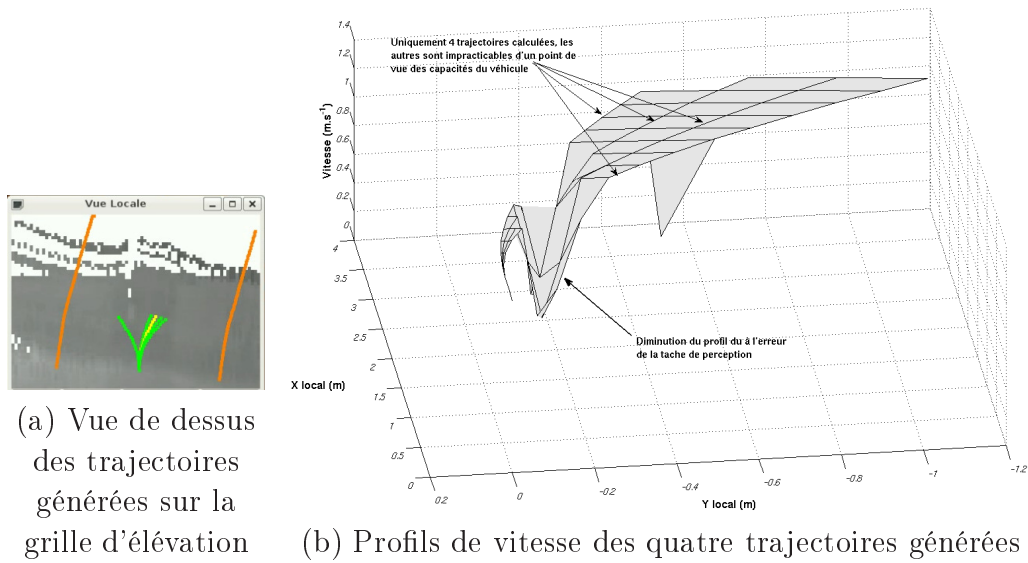 Vue Locale
(a) Vue de dessus
des trajectoires
générées sur la
grille d'élévation
Uniquement 4 trajectoires calculées, les
autres sont impracticables d'un point de
vue des capacités du véhicule
Vitesse (m.s⁻¹)
1.4
1.2
1
0.8
0.6
0.4
0.2
0
4
3.5
3
2.5
2
1.5
1
0.5
0
X local (m)
Diminution du profil du à l'erreur
de la tache de perception
0.2
0
-0.2
-0.4
-0.6
-0.8
-1
-1.2
Y local (m)
(b) Profils de vitesse des quatre trajectoires générées